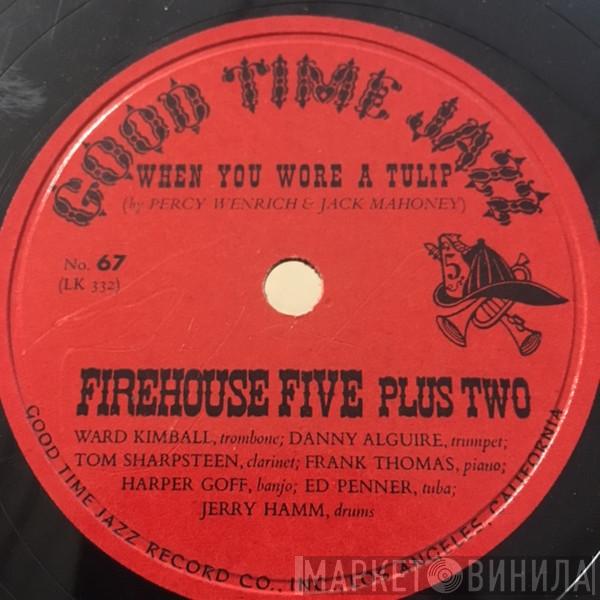 GOOD TIME JAZZ
WHEN YOU WORE A TULIP
(by PERCY WENRICH & JACK MAHONEY)
No. 67
(LK 332)
5
FIREHOUSE FIVE PLUS TWO
WARD KIMBALL, trombone; DANNY ALGUIRE, trumpet;
TOM SHARPSTEEN, clarinet; FRANK THOMAS, piano;
HARPER GOFF, banjo; ED PENNER, tuba;
JERRY HAMM, drums
GOOD TIME JAZZ RECORD CO., INC., LOS ANGELES, CALIFORNIA
МАРКЕТ ВИНИЛА